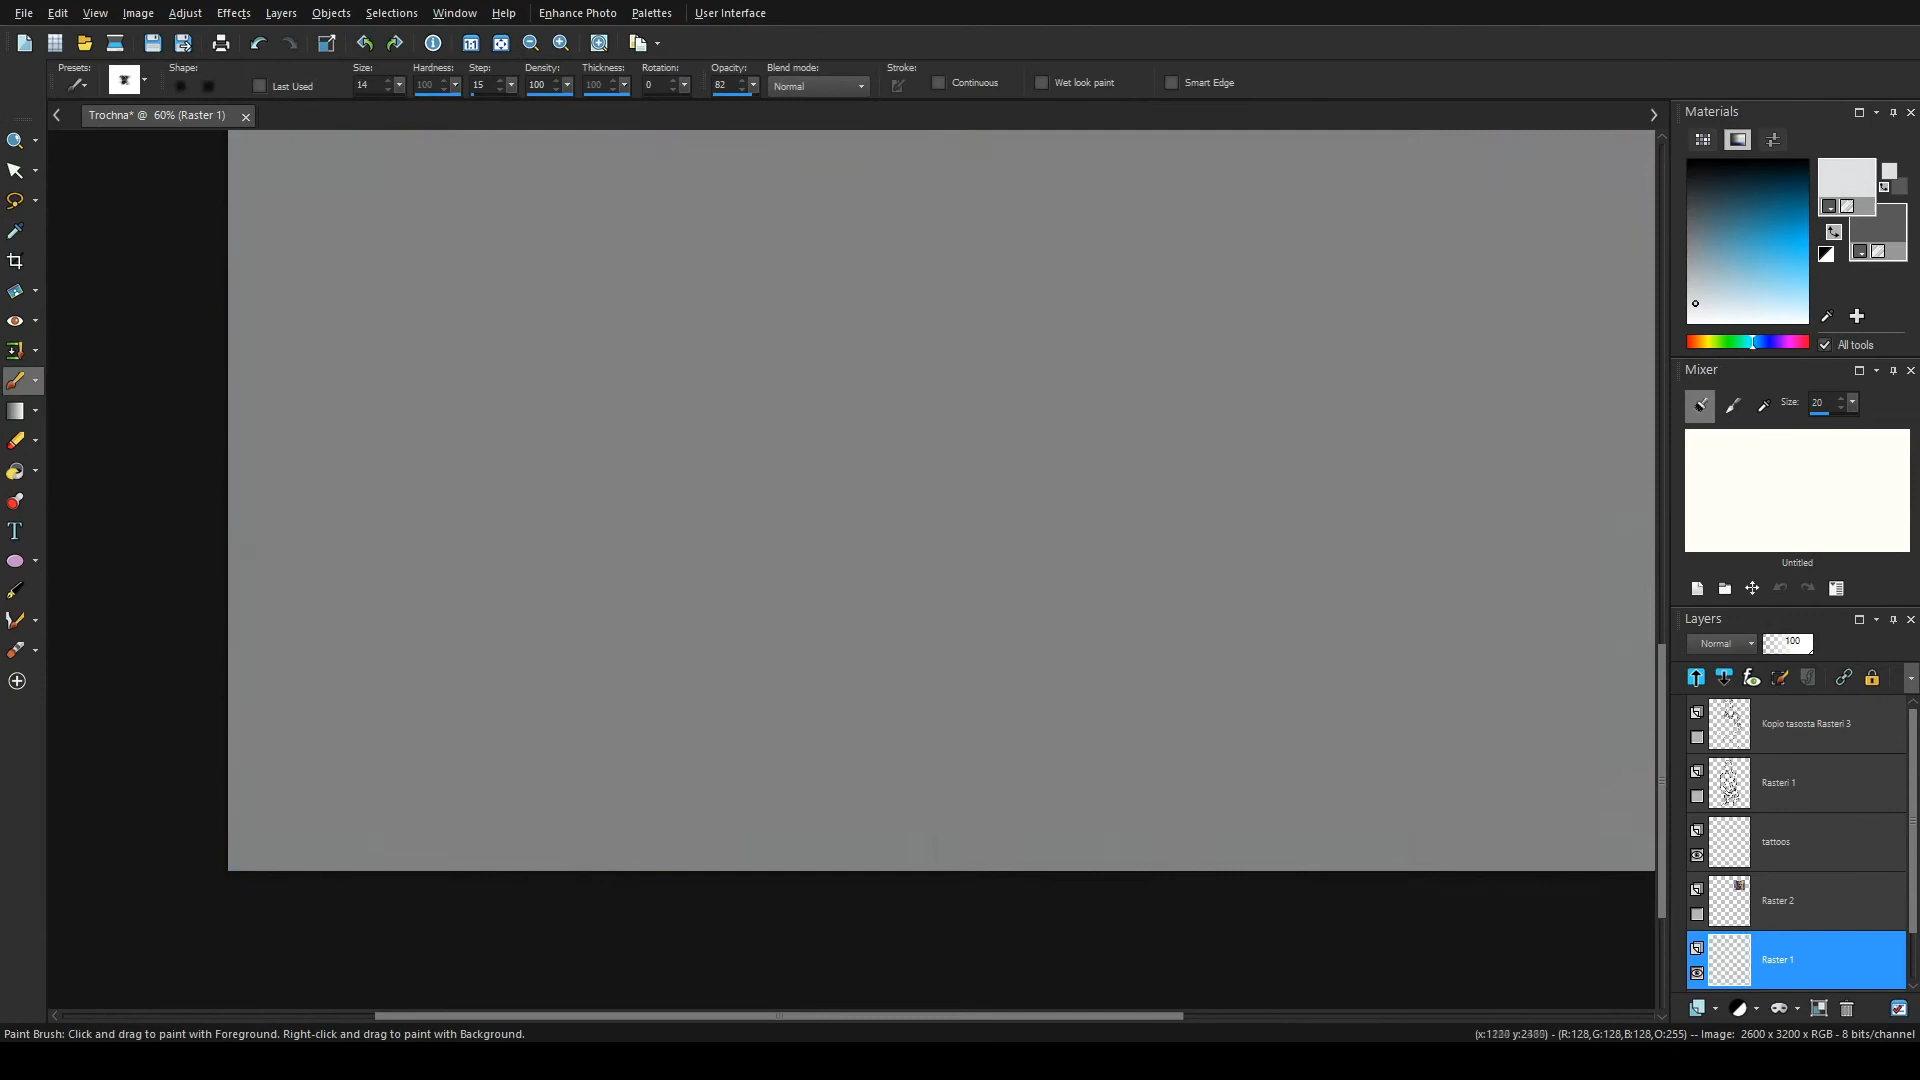 File Edit View Image Adjust Effects Layers Objects Selections Window Help Enhance Photo Palettes User Interface
Presets: Shape: Last Used Size: Hardness: Step: Density: Thickness: Rotation: Opacity: Blend mode: Stroke: Continuous Wet look paint Smart Edge
14 100 15 100 100 0 82 Normal
Trochna* @ 60% (Raster 1)
Materials
All tools
Mixer
Size: 20
Untitled
Layers
Normal 100
Kopio tasosta Rasteri 3
Rasteri 1
tattoos
Raster 2
Raster 1
Paint Brush: Click and drag to paint with Foreground. Right-click and drag to paint with Background.
(R:128,G:128,B:128,O:255) -- Image: 2600 x 3200 x RGB - 8 bits/channel